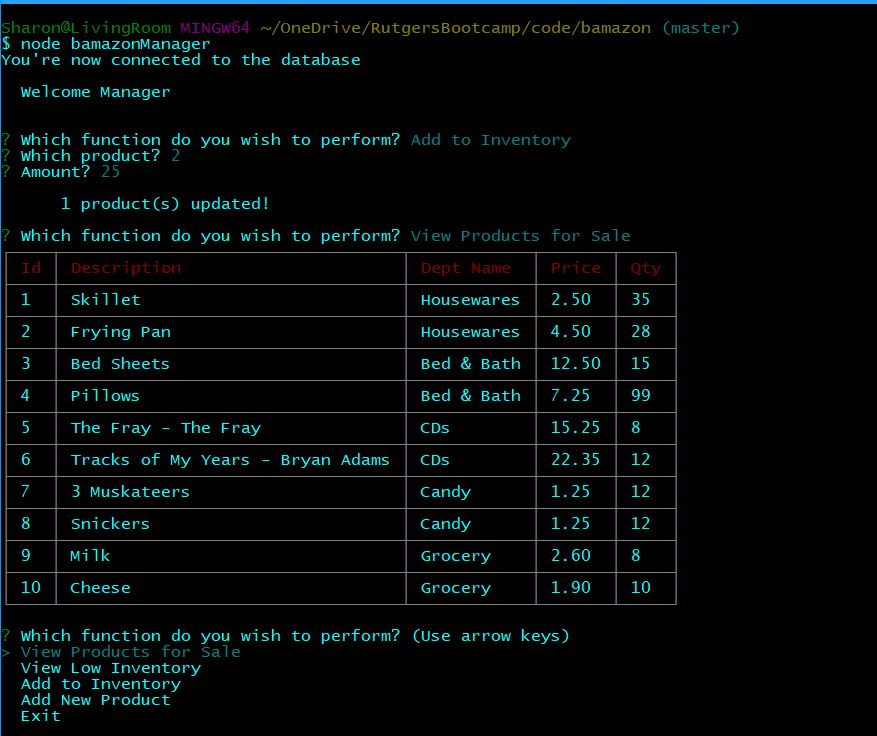 Sharon@LivingRoom MINGW64 ~/OneDrive/RutgersBootcamp/code/bamazon (master)
$ node bamazonManager
You're now connected to the database
Welcome Manager
? Which function do you wish to perform? Add to Inventory
? Which product? 2
? Amount? 25
1 product(s) updated!
? Which function do you wish to perform? View Products for Sale
Id Description Dept Name Price Qty
1 Skillet Housewares 2.50 35
2 Frying Pan Housewares 4.50 28
3 Bed Sheets Bed & Bath 12.50 15
4 Pillows Bed & Bath 7.25 99
5 The Fray - The Fray CDs 15.25 8
6 Tracks of My Years - Bryan Adams CDs 22.35 12
7 3 Muskateers Candy 1.25 12
8 Snickers Candy 1.25 12
9 Milk Grocery 2.60 8
10 Cheese Grocery 1.90 10
? Which function do you wish to perform? (Use arrow keys)
> View Products for Sale
View Low Inventory
Add to Inventory
Add New Product
Exit